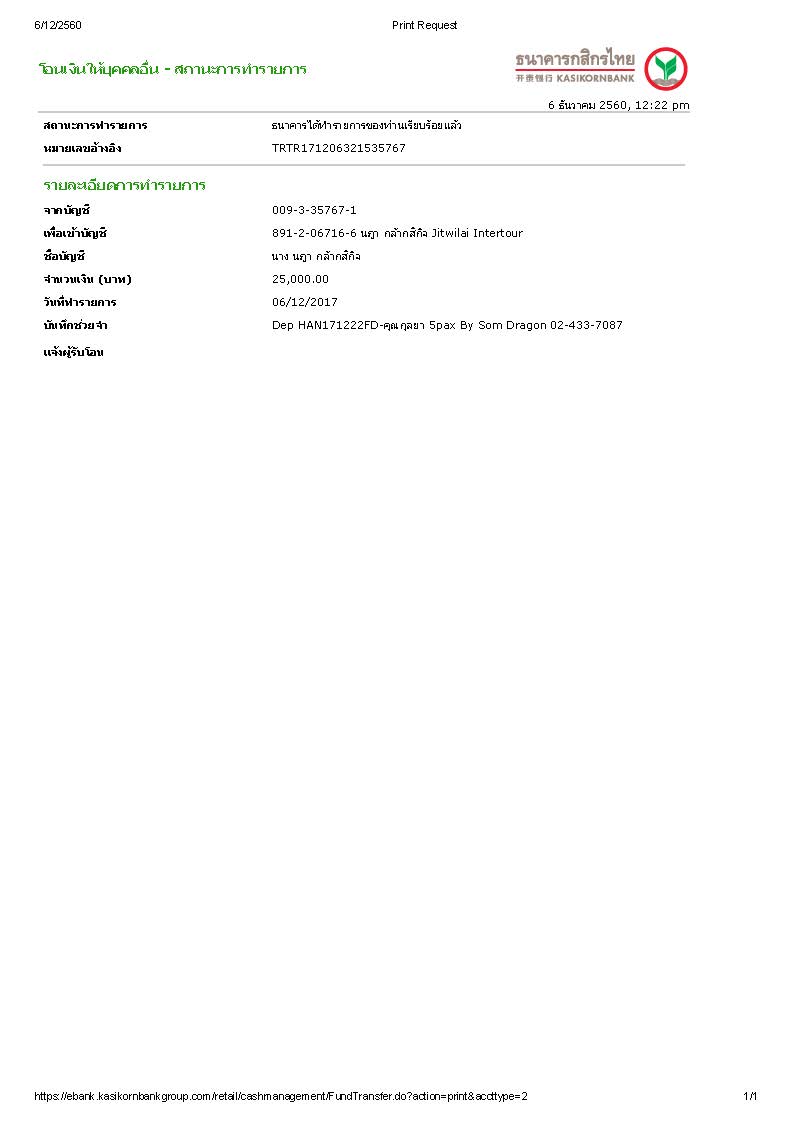 6/12/2560 Print Request
โอนเงินให้บุคคลอื่น - สถานะการทำรายการ
ธนาคารกสิกรไทย
开泰银行 KASIKORNBANK
6 ธันวาคม 2560, 12:22 pm
สถานะการทำรายการ ธนาคารได้ทำรายการของท่านเรียบร้อยแล้ว
หมายเลขอ้างอิง TRTR171206321535767
รายละเอียดการทำรายการ
จากบัญชี 009-3-35767-1
เพื่อเข้าบัญชี 891-2-06716-6 นฎา กล้ากสิกิจ Jitwilai Intertour
ชื่อบัญชี นาง นฎา กล้ากสิกิจ
จำนวนเงิน (บาท) 25,000.00
วันที่ทำรายการ 06/12/2017
บันทึกช่วยจำ Dep HAN171222FD-คุณกุลยา 5pax By Som Dragon 02-433-7087
แจ้งผู้รับโอน
https://ebank.kasikornbankgroup.com/retail/cashmanagement/FundTransfer.do?action=print&accttype=2 1/1